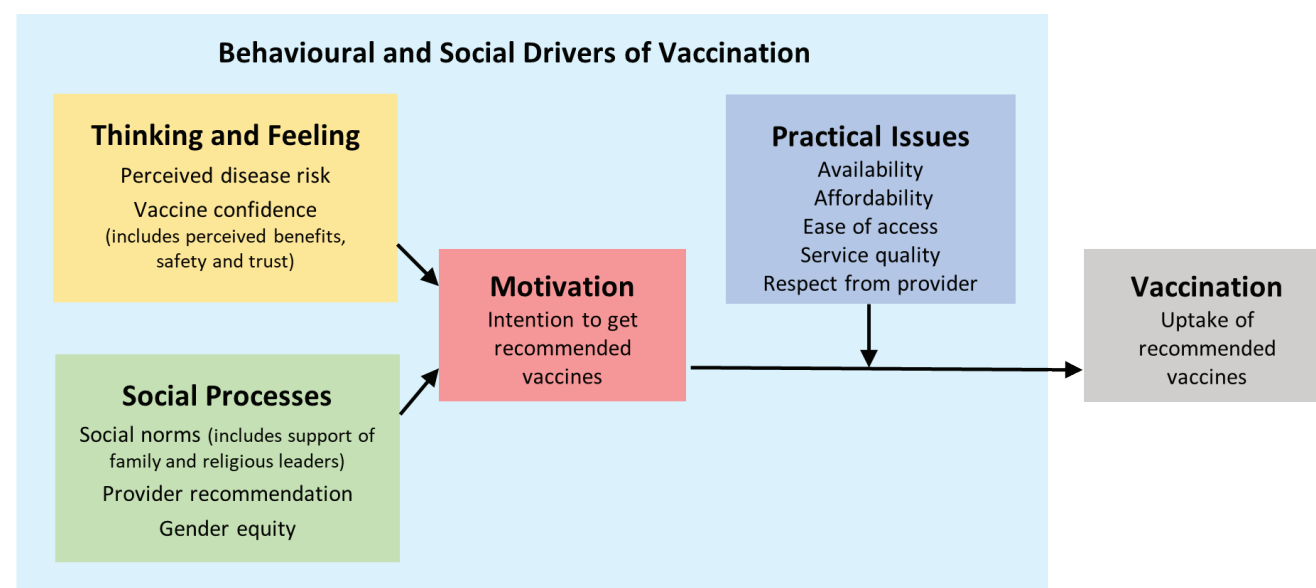 Behavioural and Social Drivers of Vaccination
Thinking and Feeling
Perceived disease risk
Vaccine confidence
(includes perceived benefits,
safety and trust)
Social Processes
Social norms (includes support of
family and religious leaders)
Provider recommendation
Gender equity
Motivation
Intention to get
recommended
vaccines
Practical Issues
Availability
Affordability
Ease of access
Service quality
Respect from provider
Vaccination
Uptake of
recommended
vaccines